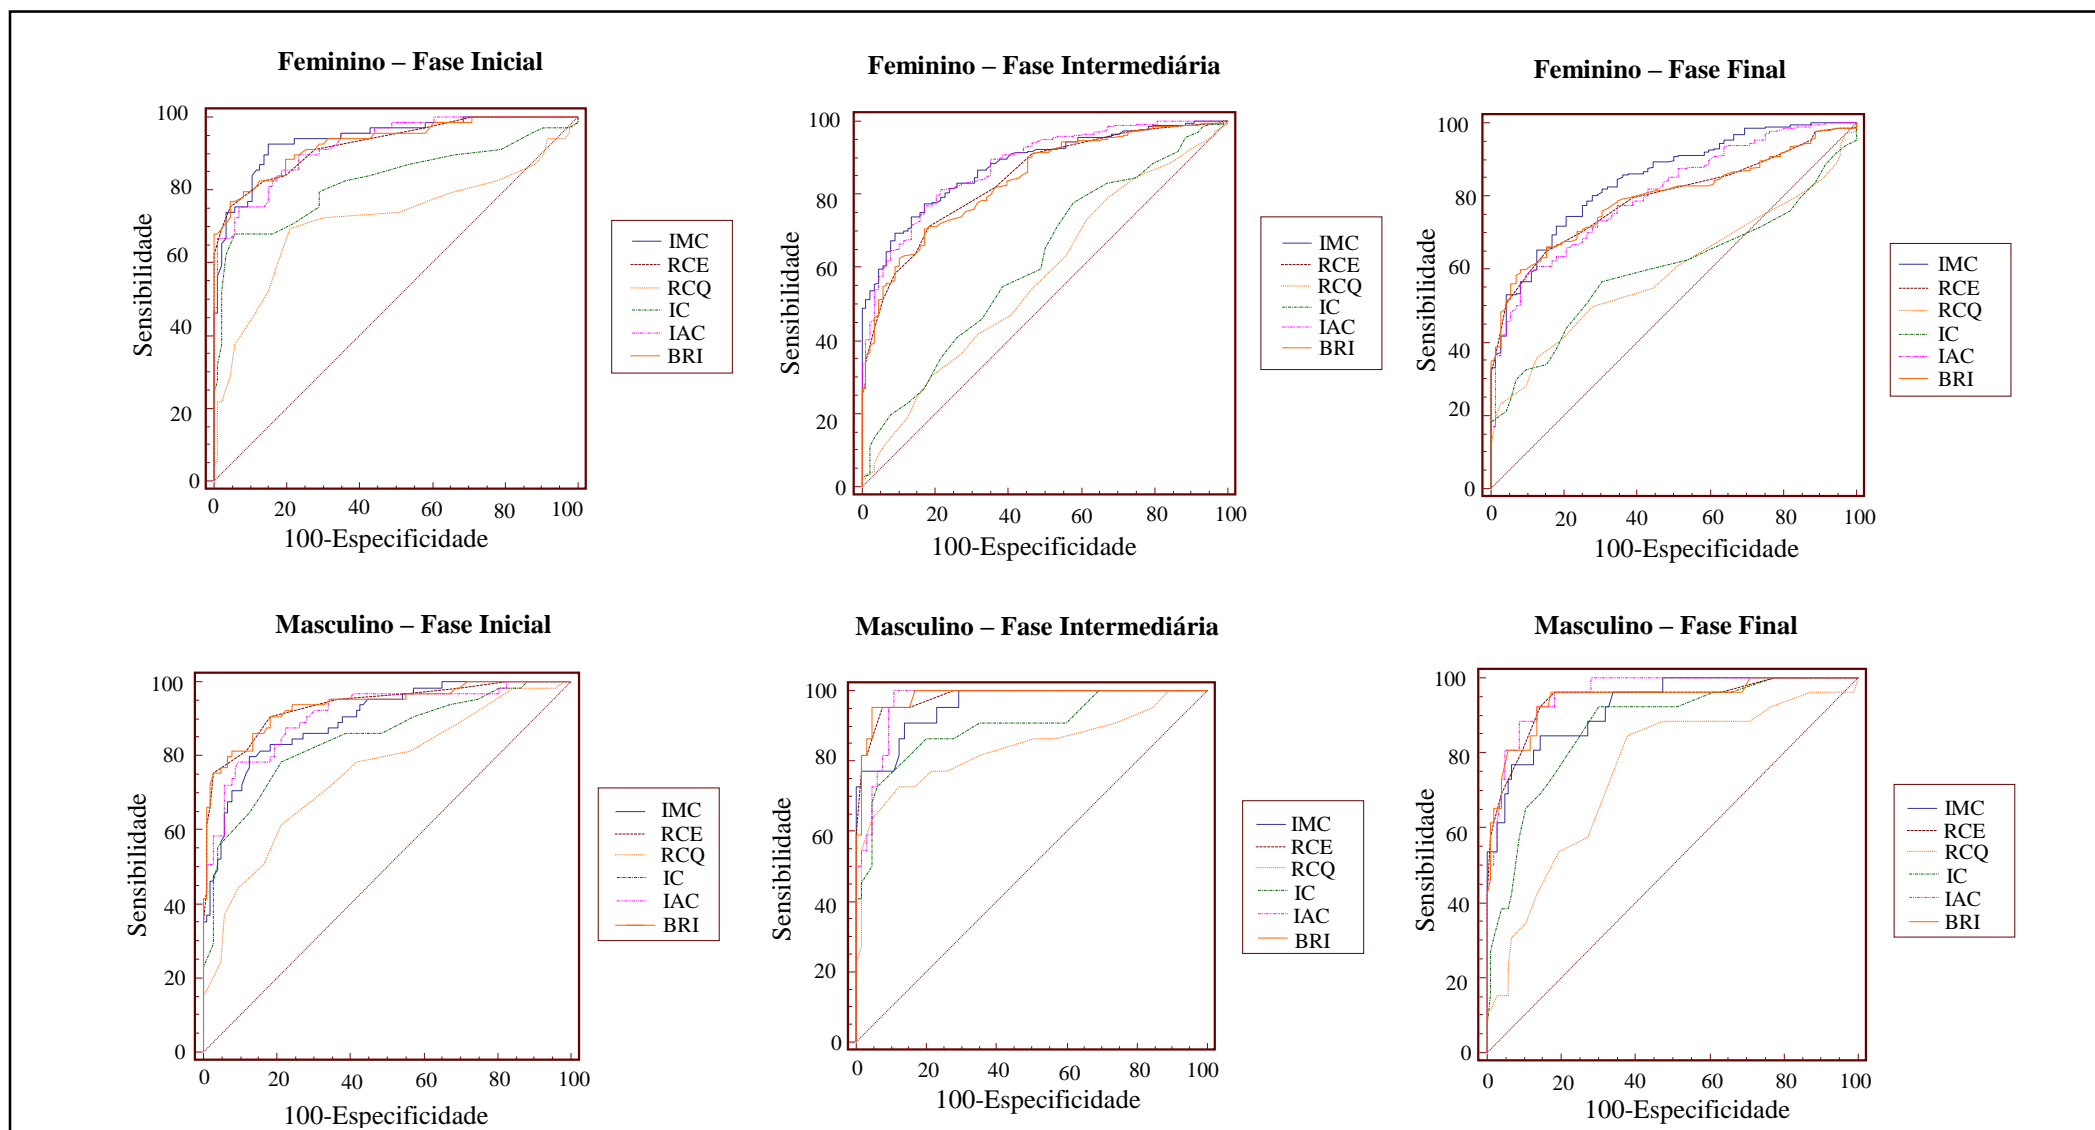 Feminino – Fase Inicial
100
80
60
40
20
0
Sensibilidade
0 20 40 60 80 100
100-Especificidade
IMC
RCE
RCQ
IC
IAC
BRI
Feminino – Fase Intermediária
100
80
60
40
20
0
Sensibilidade
0 20 40 60 80 100
100-Especificidade
IMC
RCE
RCQ
IC
IAC
BRI
Feminino – Fase Final
100
80
60
40
20
0
Sensibilidade
0 20 40 60 80 100
100-Especificidade
IMC
RCE
RCQ
IC
IAC
BRI
Masculino – Fase Inicial
100
80
60
40
20
0
Sensibilidade
0 20 40 60 80 100
100-Especificidade
IMC
RCE
RCQ
IC
IAC
BRI
Masculino – Fase Intermediária
100
80
60
40
20
0
Sensibilidade
0 20 40 60 80 100
100-Especificidade
IMC
RCE
RCQ
IC
IAC
BRI
Masculino – Fase Final
100
80
60
40
20
0
Sensibilidade
0 20 40 60 80 100
100-Especificidade
IMC
RCE
RCQ
IC
IAC
BRI